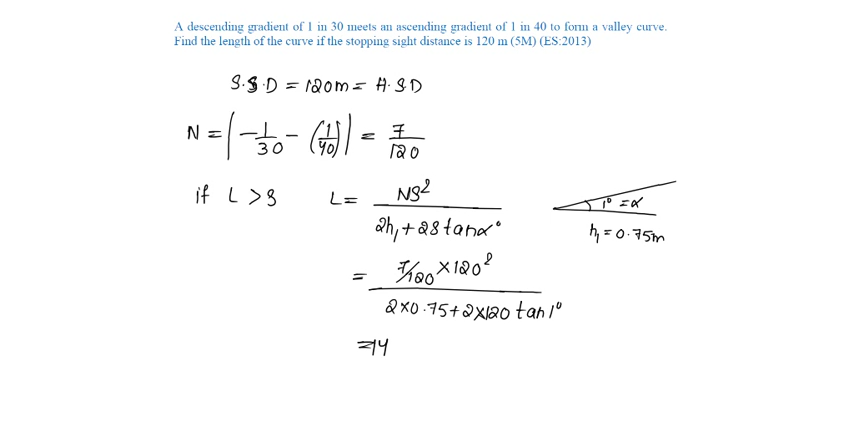 A descending gradient of 1 in 30 meets an ascending gradient of 1 in 40 to form a valley curve.
Find the length of the curve if the stopping sight distance is 120 m (5M) (ES:2013)
S.S.D = 120m = H.S.D
N = |-1/30 - (1/40)| = 7/120
if L > S L = NS²/(2h₁ + 2S tanα°)
1° = α
h₁ = 0.75m
= (7/120 × 120²)/(2×0.75 + 2×120 tan1°)
= 14